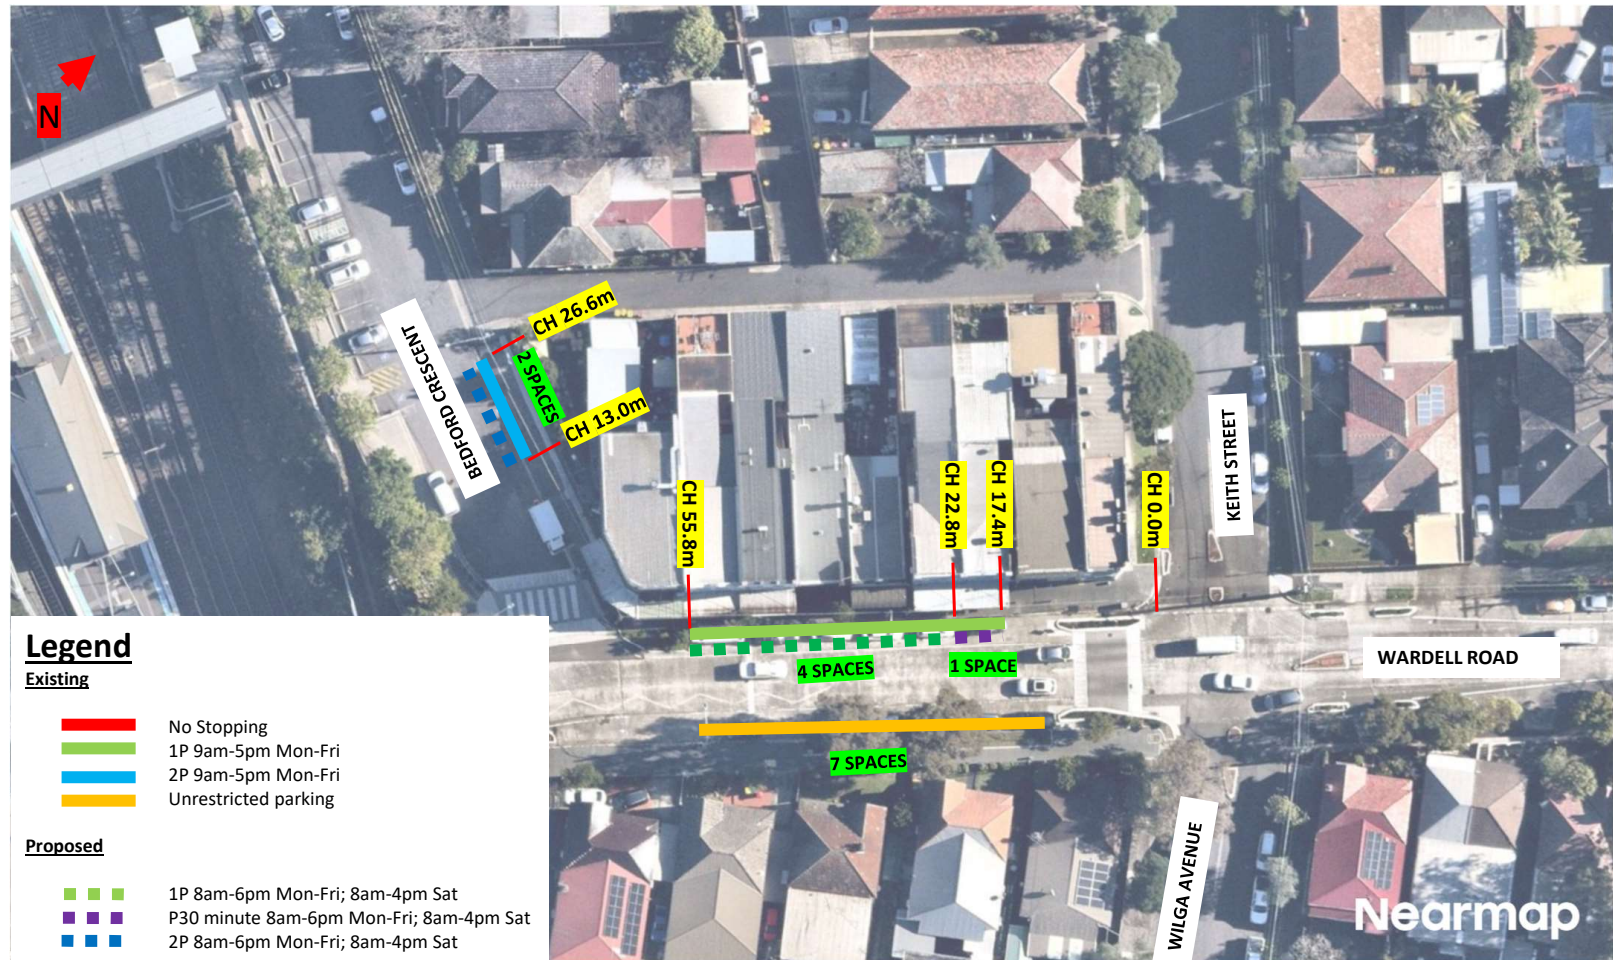 N
BEDFORD CRESCENT
CH 26.6m
2 SPACES
CH 13.0m
CH 55.8m
CH 22.8m
CH 17.4m
CH 0.0m
KEITH STREET
4 SPACES
1 SPACE
WARDELL ROAD
7 SPACES
WILGA AVENUE
Legend
Existing
No Stopping
1P 9am-5pm Mon-Fri
2P 9am-5pm Mon-Fri
Unrestricted parking
Proposed
1P 8am-6pm Mon-Fri; 8am-4pm Sat
P30 minute 8am-6pm Mon-Fri; 8am-4pm Sat
2P 8am-6pm Mon-Fri; 8am-4pm Sat
Nearmap